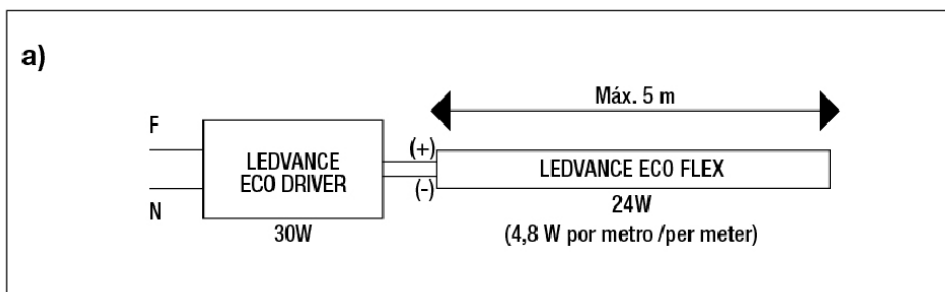 a)
Máx. 5 m
F
N
LEDVANCE
ECO DRIVER
30W
(+)
(-)
LEDVANCE ECO FLEX
24W
(4,8 W por metro /per meter)